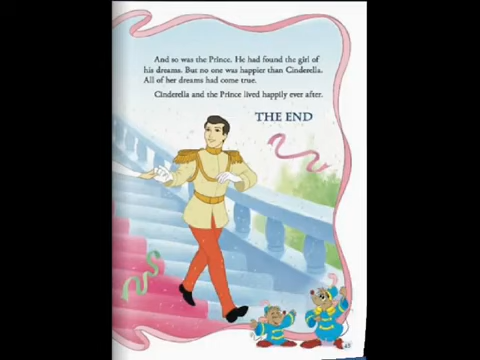 And so was the Prince. He had found the girl of
his dreams. But no one was happier than Cinderella.
All of her dreams had come true.
Cinderella and the Prince lived happily ever after.
THE END